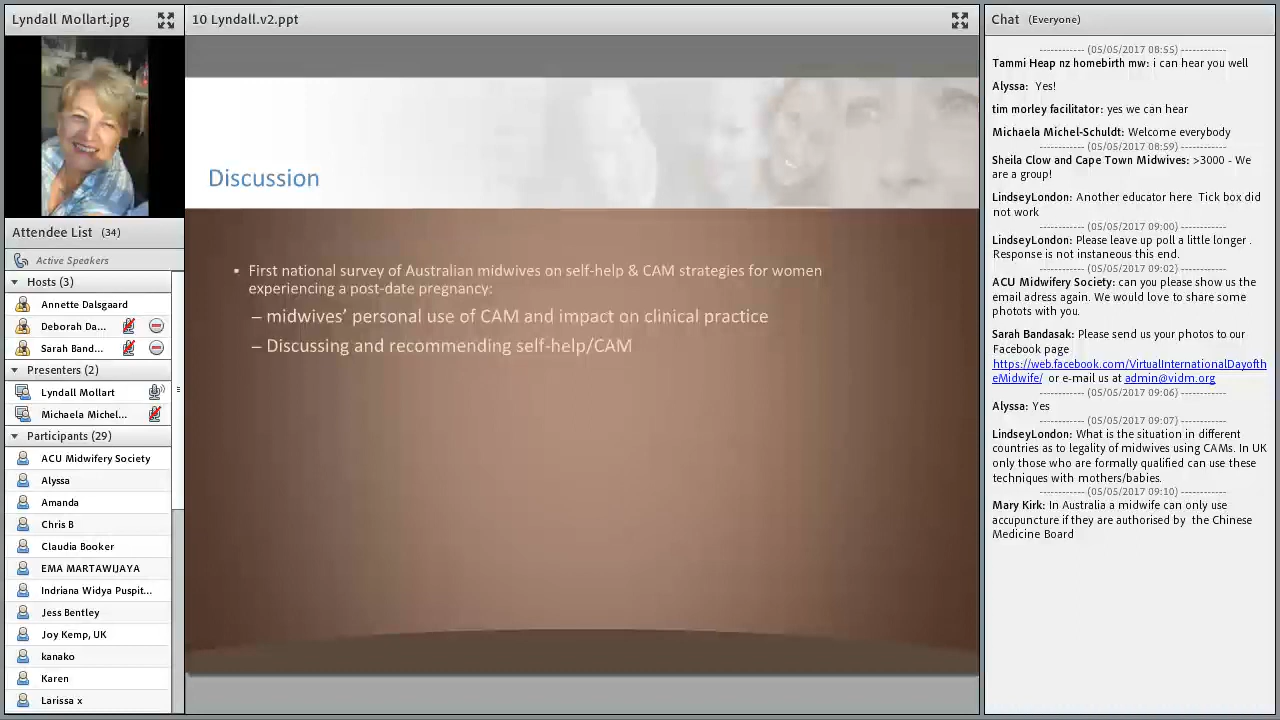 Lyndall Mollart.jpg
Attendee List (34)
Active Speakers
Hosts (3)
Annette Dalsgaard
Deborah Da...
Sarah Band...
Presenters (2)
Lyndall Mollart
Michaela Michel...
Participants (29)
ACU Midwifery Society
Alyssa
Amanda
Chris B
Claudia Booker
EMA MARTAWIJAYA
Indriana Widya Puspit...
Jess Bentley
Joy Kemp, UK
kanako
Karen
Larissa x
10 Lyndall.v2.ppt
Discussion
▪ First national survey of Australian midwives on self-help & CAM strategies for women
experiencing a post-date pregnancy:
– midwives’ personal use of CAM and impact on clinical practice
– Discussing and recommending self-help/CAM
Chat (Everyone)
------------ (05/05/2017 08:55) ------------
Tammi Heap nz homebirth mw: i can hear you well
Alyssa: Yes!
tim morley facilitator: yes we can hear
Michaela Michel-Schuldt: Welcome everybody
------------ (05/05/2017 08:59) ------------
Sheila Clow and Cape Town Midwives: >3000 - We
are a group!
LindseyLondon: Another educator here Tick box did
not work
------------ (05/05/2017 09:00) ------------
LindseyLondon: Please leave up poll a little longer .
Response is not instaneous this end.
------------ (05/05/2017 09:02) ------------
ACU Midwifery Society: can you please show us the
email adress again. We would love to share some
photots with you.
Sarah Bandasak: Please send us your photos to our
Facebook page
https://web.facebook.com/VirtualInternationalDayofth
eMidwife/ or e-mail us at admin@vidm.org
------------ (05/05/2017 09:06) ------------
Alyssa: Yes
------------ (05/05/2017 09:07) ------------
LindseyLondon: What is the situation in different
countries as to legality of midwives using CAMs. In UK
only those who are formally qualified can use these
techniques with mothers/babies.
------------ (05/05/2017 09:10) ------------
Mary Kirk: In Australia a midwife can only use
accupuncture if they are authorised by the Chinese
Medicine Board